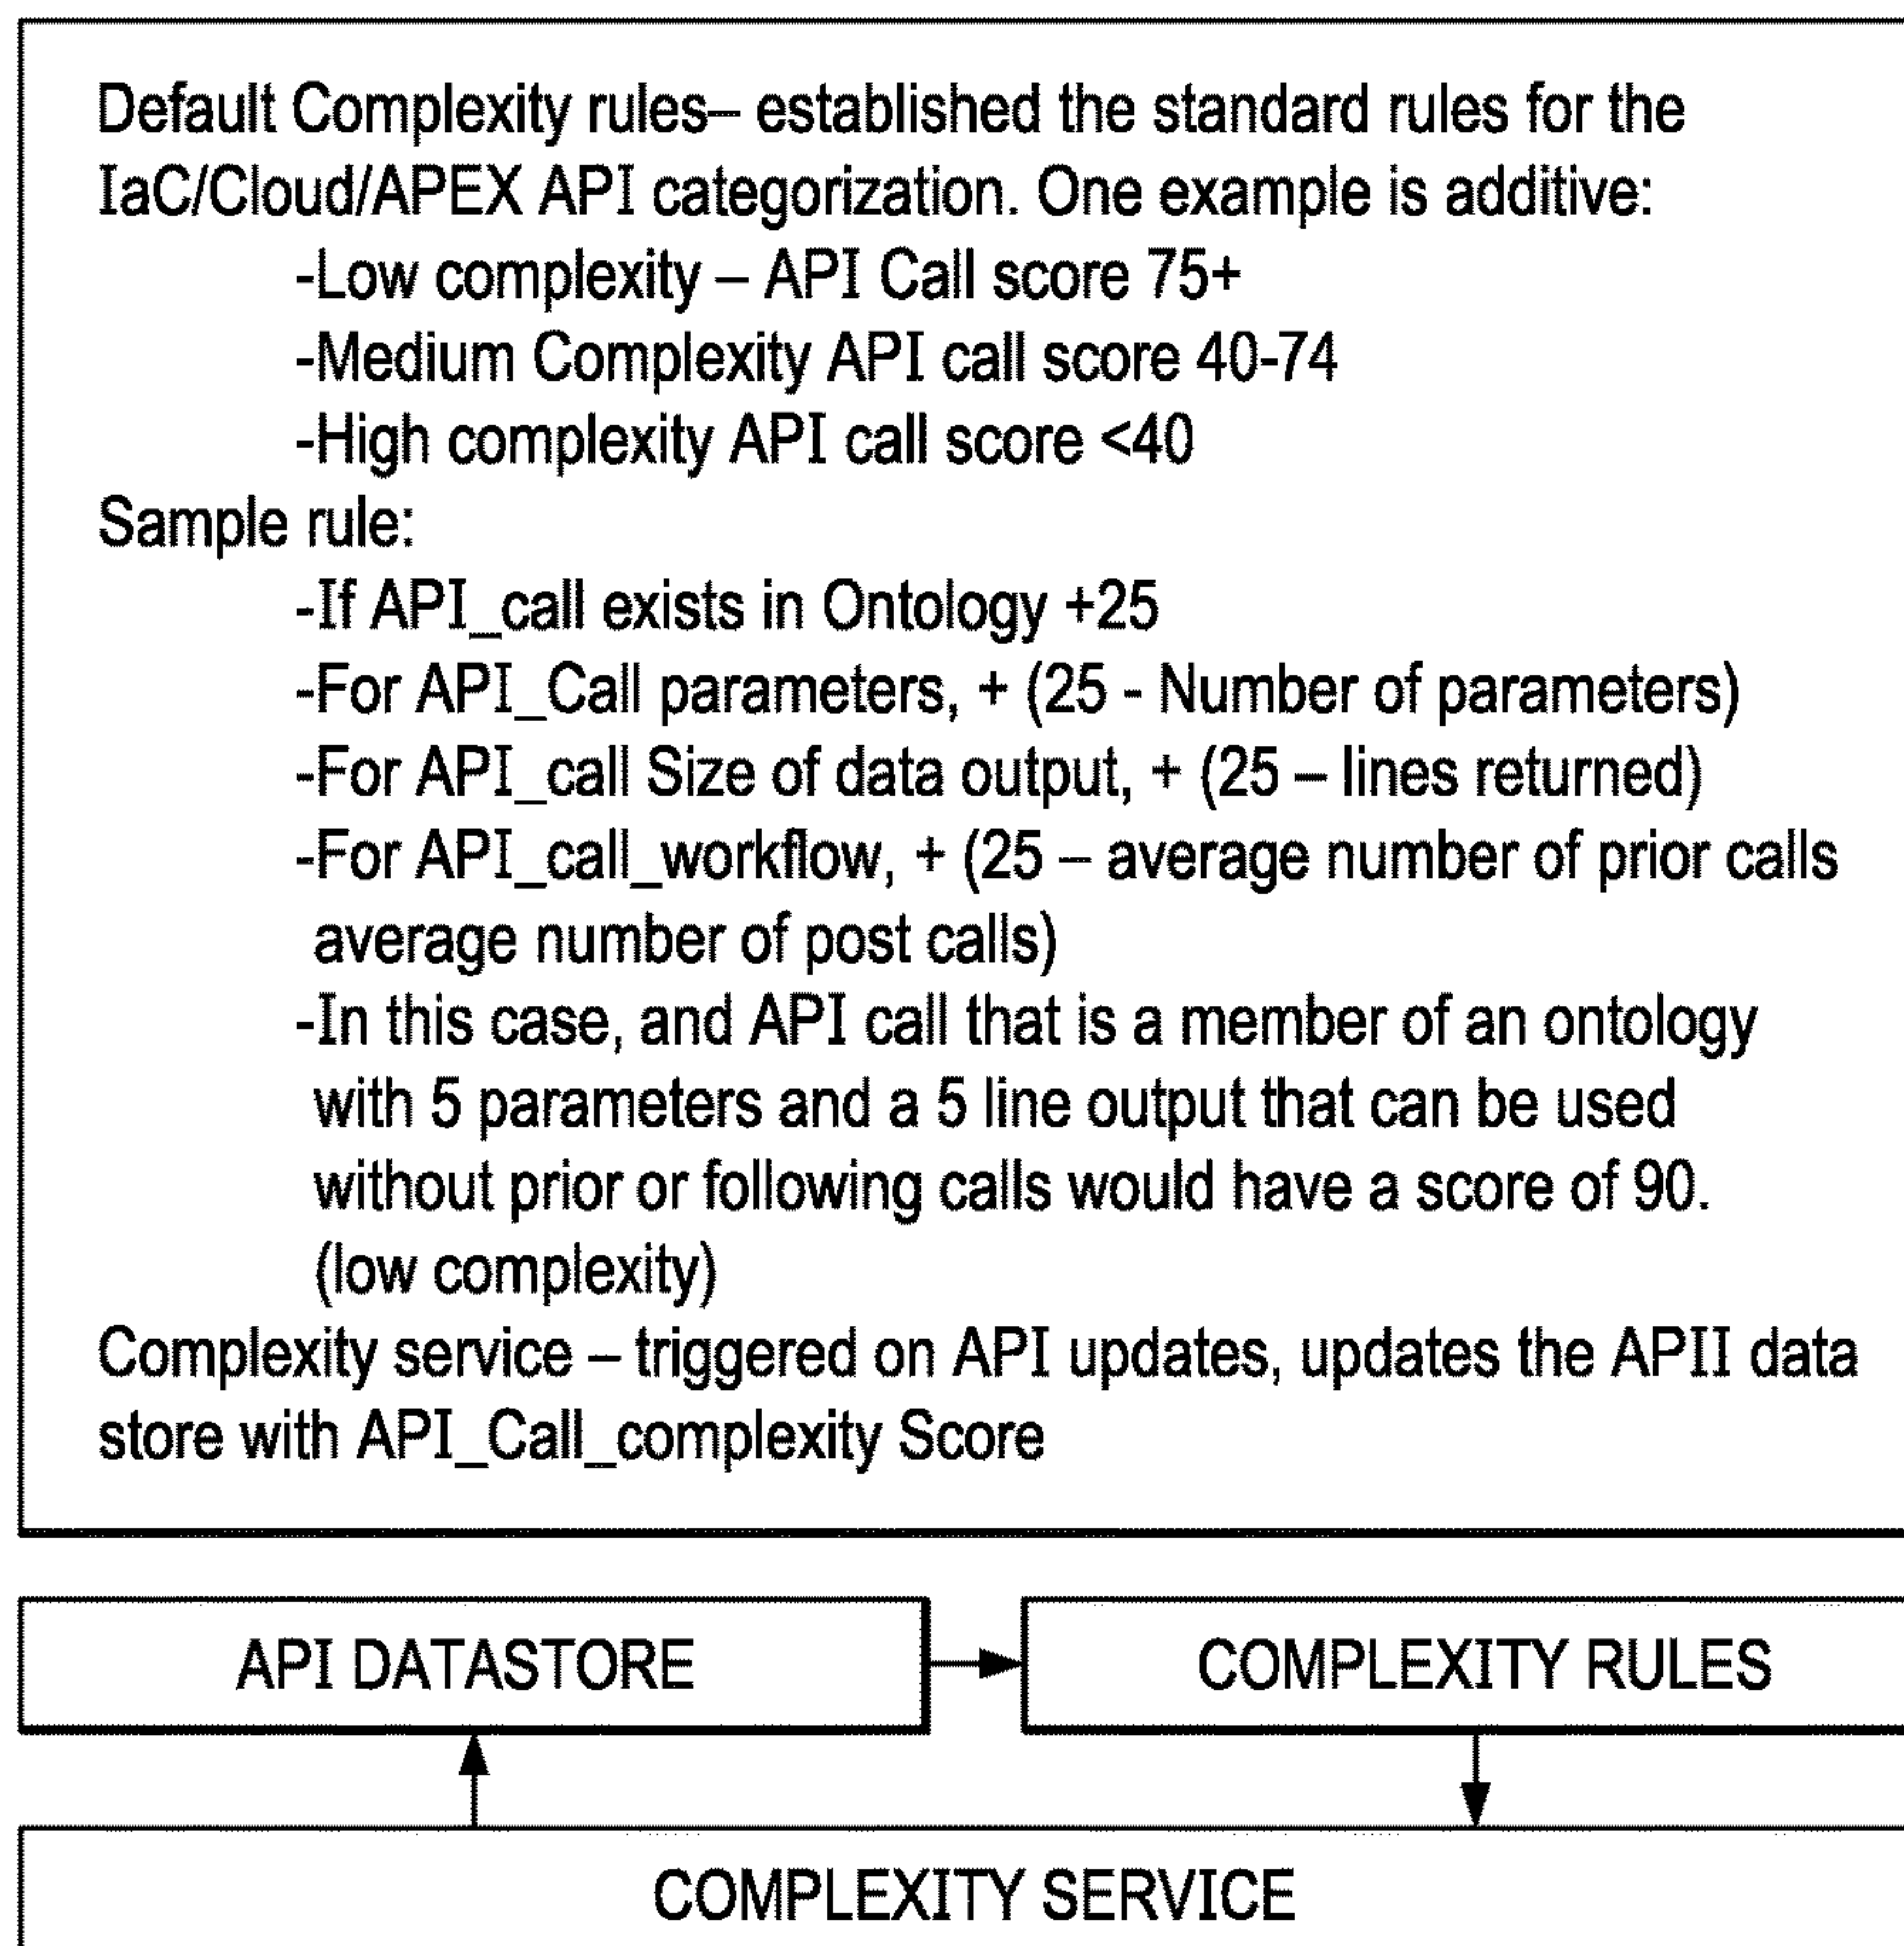 Default Complexity rules– established the standard rules for the
IaC/Cloud/APEX API categorization. One example is additive:
-Low complexity – API Call score 75+
-Medium Complexity API call score 40-74
-High complexity API call score <40
Sample rule:
-If API_call exists in Ontology +25
-For API_Call parameters, + (25 - Number of parameters)
-For API_call Size of data output, + (25 – lines returned)
-For API_call_workflow, + (25 – average number of prior calls
average number of post calls)
-In this case, and API call that is a member of an ontology
with 5 parameters and a 5 line output that can be used
without prior or following calls would have a score of 90.
(low complexity)
Complexity service – triggered on API updates, updates the APII data
store with API_Call_complexity Score
API DATASTORE
COMPLEXITY RULES
COMPLEXITY SERVICE